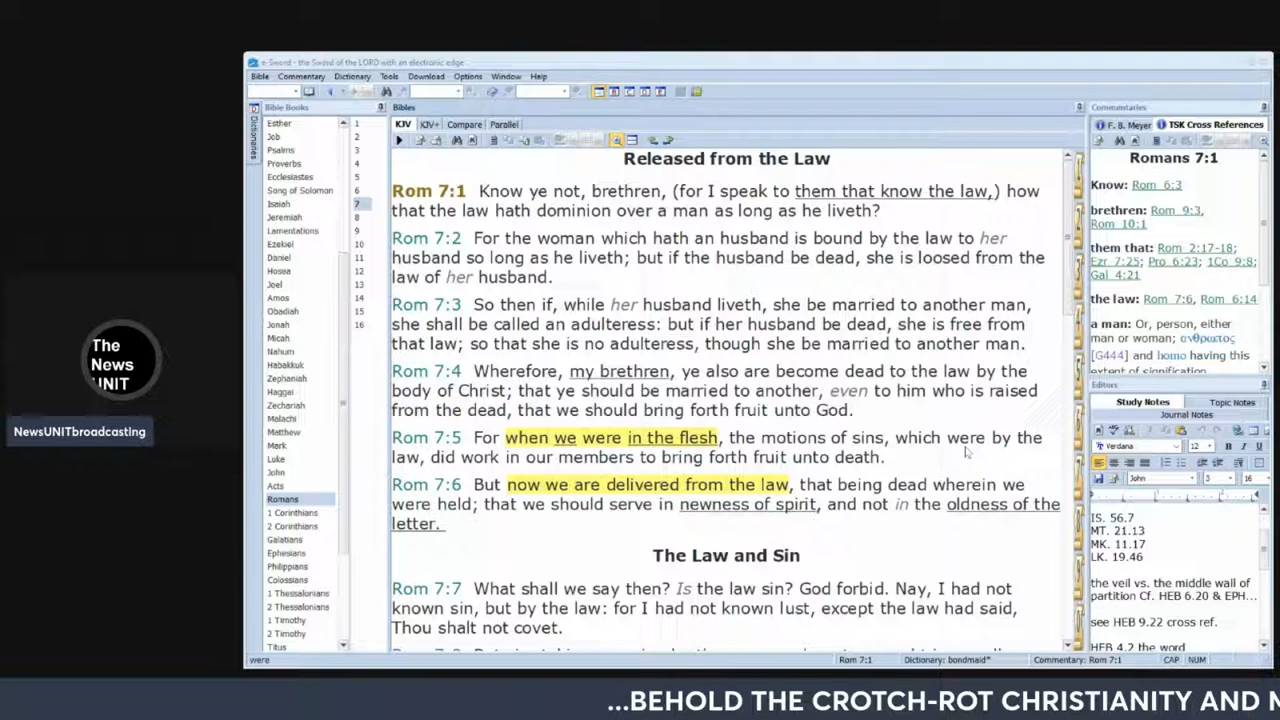 e-Sword - the Sword of the LORD with an electronic edge
Bible Commentary Dictionary Tools Download Options Window Help
Dictionaries
Bible Books
Esther
Job
Psalms
Proverbs
Ecclesiastes
Song of Solomon
Isaiah
Jeremiah
Lamentations
Ezekiel
Daniel
Hosea
Joel
Amos
Obadiah
Jonah
Micah
Nahum
Habakkuk
Zephaniah
Haggai
Zechariah
Malachi
Matthew
Mark
Luke
John
Acts
Romans
1 Corinthians
2 Corinthians
Galatians
Ephesians
Philippians
Colossians
1 Thessalonians
2 Thessalonians
1 Timothy
2 Timothy
Titus
1
2
3
4
5
6
7
8
9
10
11
12
13
14
15
16
Bibles
KJV KJV+ Compare Parallel
Released from the Law
Rom 7:1 Know ye not, brethren, (for I speak to them that know the law,) how
that the law hath dominion over a man as long as he liveth?
Rom 7:2 For the woman which hath an husband is bound by the law to her
husband so long as he liveth; but if the husband be dead, she is loosed from the
law of her husband.
Rom 7:3 So then if, while her husband liveth, she be married to another man,
she shall be called an adulteress: but if her husband be dead, she is free from
that law; so that she is no adulteress, though she be married to another man.
Rom 7:4 Wherefore, my brethren, ye also are become dead to the law by the
body of Christ; that ye should be married to another, even to him who is raised
from the dead, that we should bring forth fruit unto God.
Rom 7:5 For when we were in the flesh, the motions of sins, which were by the
law, did work in our members to bring forth fruit unto death.
Rom 7:6 But now we are delivered from the law, that being dead wherein we
were held; that we should serve in newness of spirit, and not in the oldness of the
letter.
The Law and Sin
Rom 7:7 What shall we say then? Is the law sin? God forbid. Nay, I had not
known sin, but by the law: for I had not known lust, except the law had said,
Thou shalt not covet.
Commentaries
F. B. Meyer TSK Cross References
Romans 7:1
Know: Rom_6:3
brethren: Rom_9:3,
Rom_10:1
them that: Rom_2:17-18;
Ezr_7:25; Pro_6:23; 1Co_9:8;
Gal_4:21
the law: Rom_7:6, Rom_6:14
a man: Or, person, either
man or woman; ανθρωπος
[G444] and homo having this
extent of signification
Editors
Study Notes Topic Notes
Journal Notes
Verdana 12 B I U
John 3 16
IS. 56.7
MT. 21.13
MK. 11.17
LK. 19.46
the veil vs. the middle wall of
partition Cf. HEB 6.20 & EPH...
see HEB 9.22 cross ref.
HEB 4.2 the word
were Rom 7:1 Dictionary: bondmaid* Commentary: Rom 7:1 CAP NUM
The
News
UNIT
NewsUNITbroadcasting
...BEHOLD THE CROTCH-ROT CHRISTIANITY AND